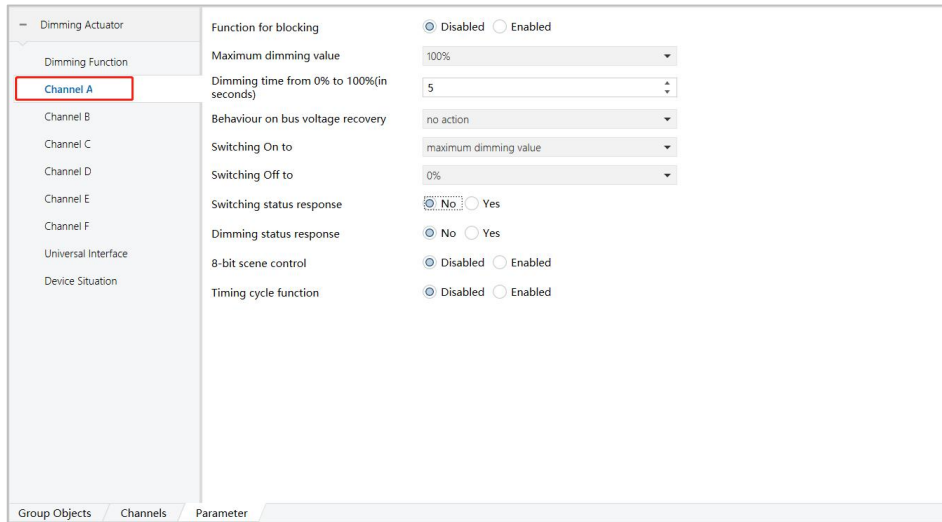 Dimming Actuator
Dimming Function
Channel A
Channel B
Channel C
Channel D
Channel E
Channel F
Universal Interface
Device Situation
Function for blocking Disabled Enabled
Maximum dimming value 100%
Dimming time from 0% to 100%(in
seconds) 5
Behaviour on bus voltage recovery no action
Switching On to maximum dimming value
Switching Off to 0%
Switching status response No Yes
Dimming status response No Yes
8-bit scene control Disabled Enabled
Timing cycle function Disabled Enabled
Group Objects Channels Parameter